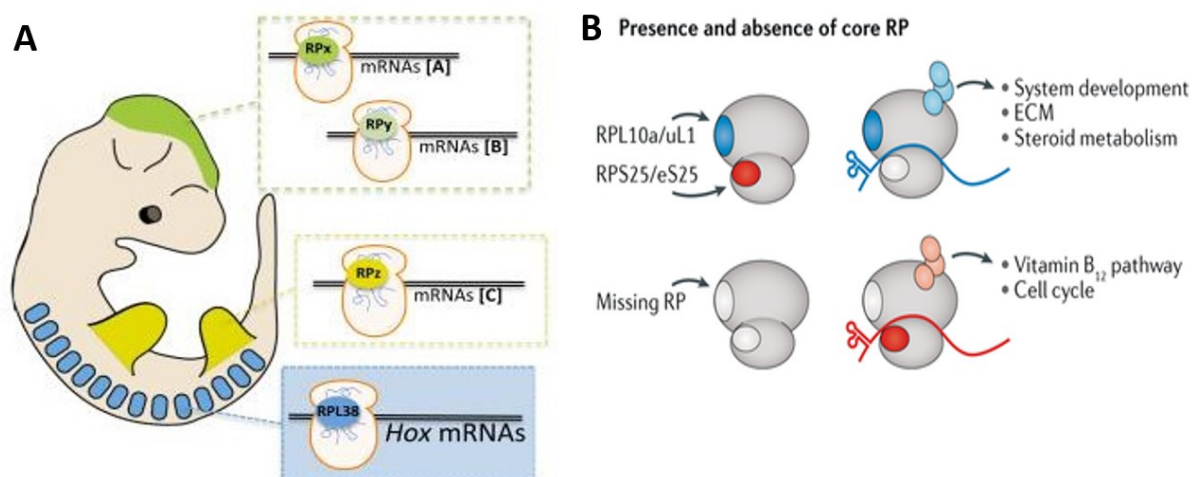 A
RPx
mRNAs [A]
RPy
mRNAs [B]
RPz
mRNAs [C]
RPL38
Hox mRNAs
B Presence and absence of core RP
RPL10a/uL1
RPS25/eS25
• System development
• ECM
• Steroid metabolism
Missing RP
• Vitamin B₁₂ pathway
• Cell cycle